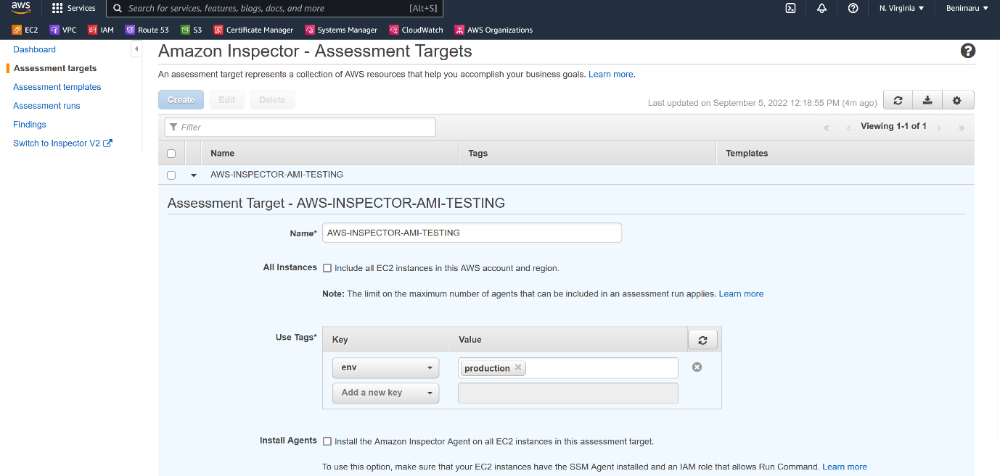 aws Services Search for services, features, blogs, docs, and more [Alt+S] N. Virginia Benimaru
EC2 VPC IAM Route 53 S3 Certificate Manager Systems Manager CloudWatch AWS Organizations
Dashboard
Assessment targets
Assessment templates
Assessment runs
Findings
Switch to Inspector V2
Amazon Inspector - Assessment Targets
An assessment target represents a collection of AWS resources that help you accomplish your business goals. Learn more.
Create Edit Delete Last updated on September 5, 2022 12:18:55 PM (4m ago)
Filter « ‹ Viewing 1-1 of 1 › »
Name Tags Templates
AWS-INSPECTOR-AMI-TESTING
Assessment Target - AWS-INSPECTOR-AMI-TESTING
Name* AWS-INSPECTOR-AMI-TESTING
All Instances Include all EC2 instances in this AWS account and region.
Note: The limit on the maximum number of agents that can be included in an assessment run applies. Learn more
Use Tags* Key Value
env production
Add a new key
Install Agents Install the Amazon Inspector Agent on all EC2 instances in this assessment target.
To use this option, make sure that your EC2 instances have the SSM Agent installed and an IAM role that allows Run Command. Learn more